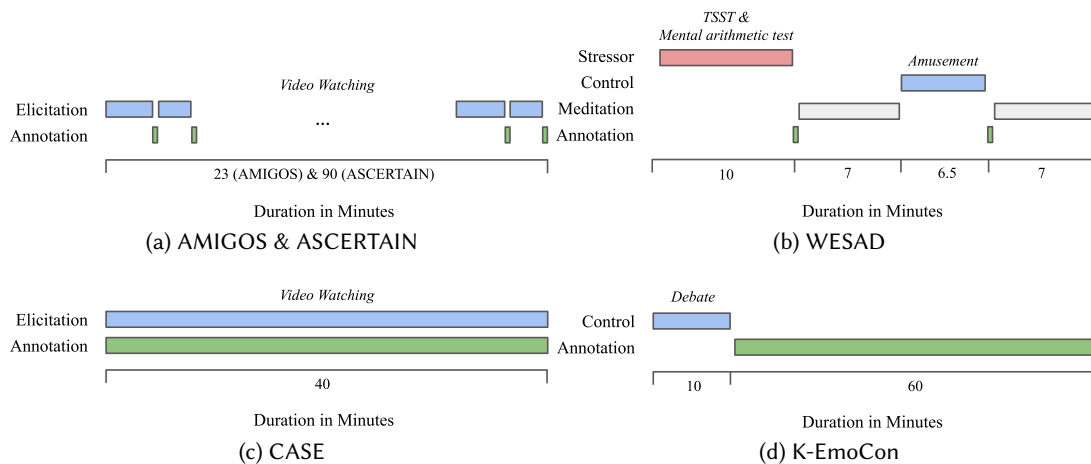 Video Watching
Elicitation
...
Annotation
23 (AMIGOS) & 90 (ASCERTAIN)
Duration in Minutes
(a) AMIGOS & ASCERTAIN
TSST &
Mental arithmetic test
Stressor
Amusement
Control
Meditation
Annotation
10 7 6.5 7
Duration in Minutes
(b) WESAD
Video Watching
Elicitation
Annotation
40
Duration in Minutes
(c) CASE
Debate
Control
Annotation
10 60
Duration in Minutes
(d) K-EmoCon